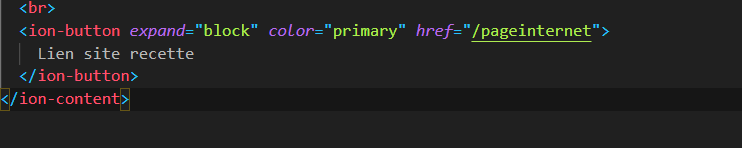 <br>
<ion-button expand="block" color="primary" href="/pageinternet">
Lien site recette
</ion-button>
</ion-content>